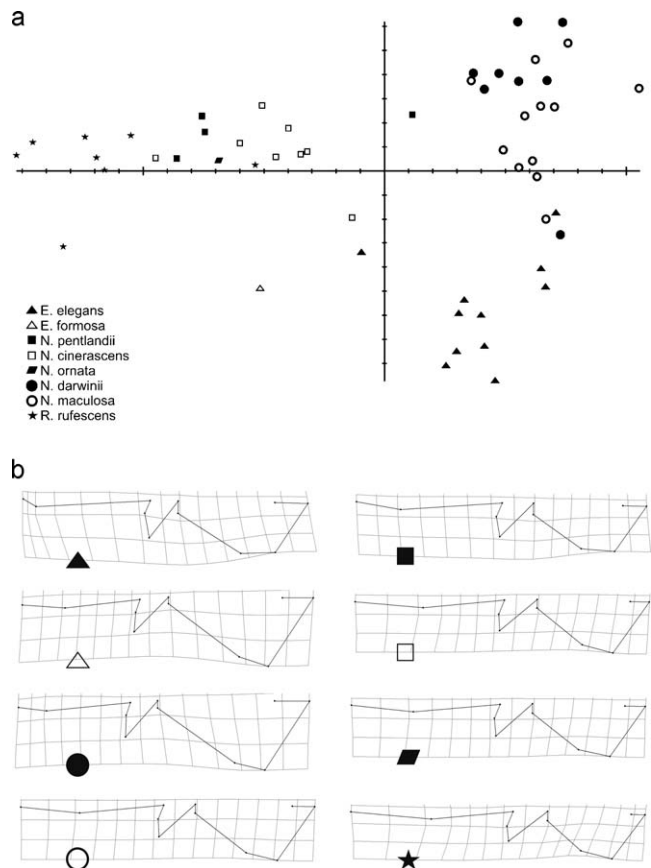 a
E. elegans
E. formosa
N. pentlandii
N. cinerascens
N. ornata
N. darwinii
N. maculosa
R. rufescens
b